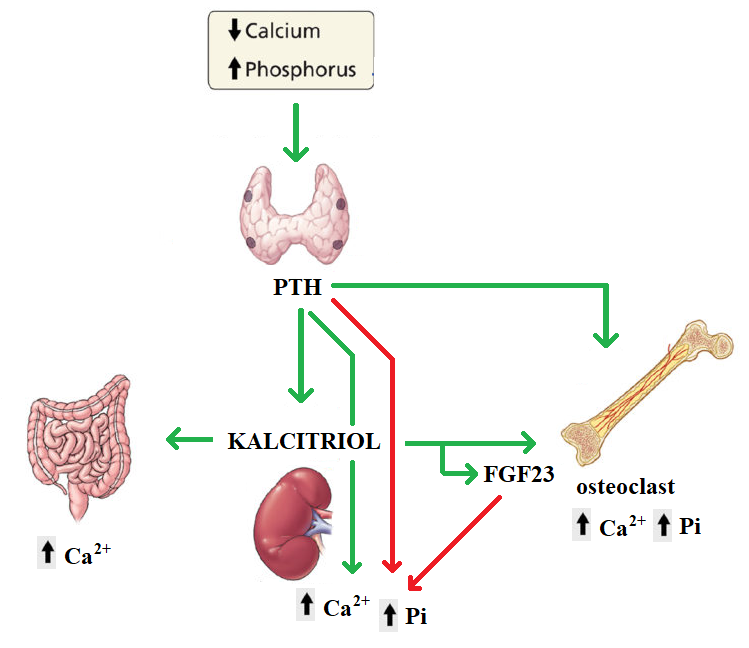 ↓ Calcium
↑ Phosphorus
PTH
KALCITRIOL
FGF23
osteoclast
↑ Ca²⁺ ↑ Pi
↑ Ca²⁺
↑ Ca²⁺ ↑ Pi